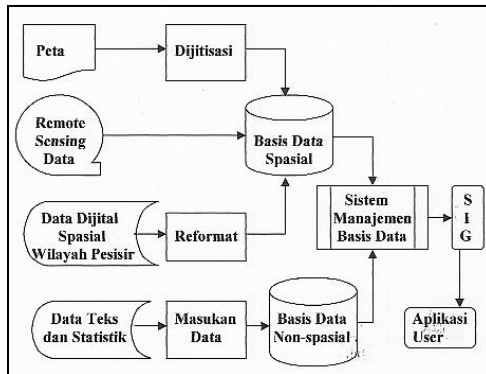 Peta
Dijitisasi
Remote
Sensing
Data
Basis Data
Spasial
Data Dijital
Spasial
Wilayah Pesisir
Reformat
Sistem
Manajemen
Basis Data
S
I
G
Data Teks
dan Statistik
Masukan
Data
Basis Data
Non-spasial
Aplikasi
User